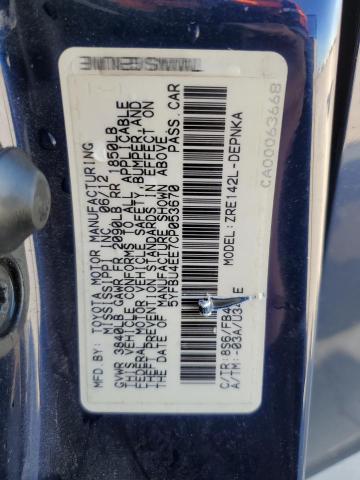 MFD. BY: TOYOTA MOTOR MANUFACTURING
MISSISSIPPI, INC. 06/12
GVWR 3840LB GAWR FR 2090LB RR 1850LB
THIS VEHICLE CONFORMS TO ALL APPLICABLE
FEDERAL MOTOR VEHICLE SAFETY, BUMPER, AND
THEFT PREVENTION STANDARDS IN EFFECT ON
THE DATE OF MANUFACTURE SHOWN ABOVE.
5YFBU4EE7CP053670 PASS. CAR
C/TR: 8S6/FB4 MODEL: ZRE142L-DEPNKA
A/TM: -03A/U34 E
CA00063668